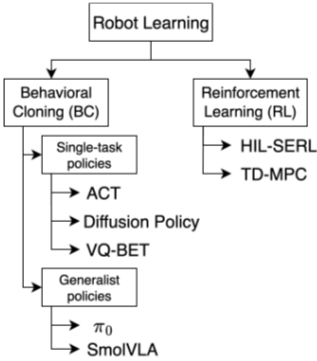 Robot Learning
Behavioral
Cloning (BC)
Single-task
policies
ACT
Diffusion Policy
VQ-BET
Generalist
policies
π₀
SmolVLA
Reinforcement
Learning (RL)
HIL-SERL
TD-MPC